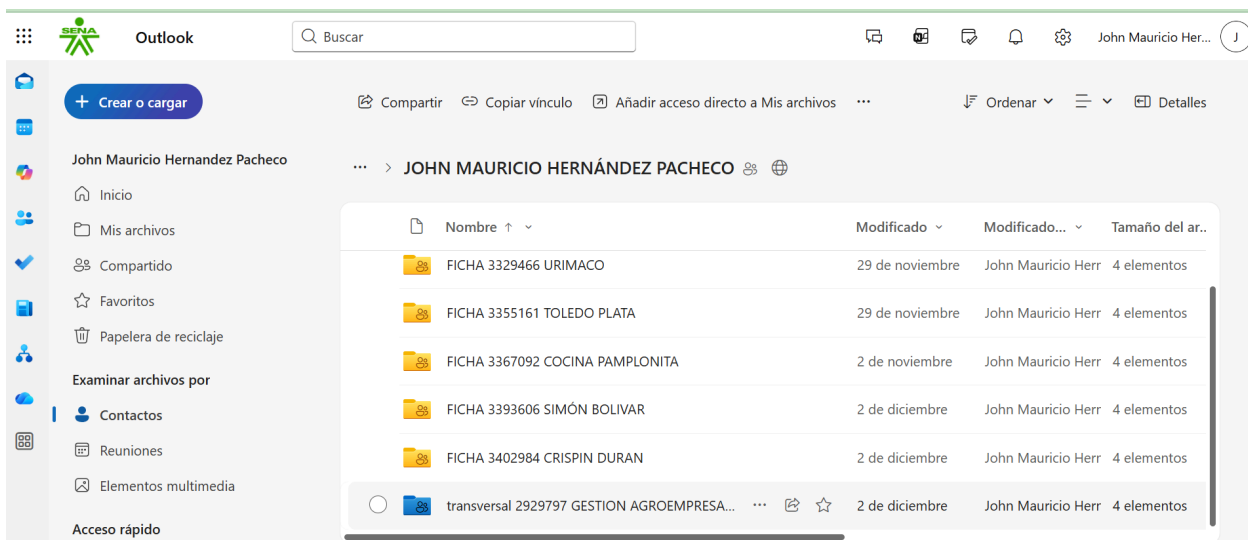 SENA
Outlook
Buscar
John Mauricio Her...
J
Crear o cargar
Compartir
Copiar vínculo
Añadir acceso directo a Mis archivos
...
Ordenar
Detalles
John Mauricio Hernandez Pacheco
Inicio
Mis archivos
Compartido
Favoritos
Papelera de reciclaje
Examinar archivos por
Contactos
Reuniones
Elementos multimedia
Acceso rápido
... > JOHN MAURICIO HERNÁNDEZ PACHECO
Nombre ↑ Modificado Modificado... Tamaño del ar..
FICHA 3329466 URIMACO 29 de noviembre John Mauricio Herr 4 elementos
FICHA 3355161 TOLEDO PLATA 29 de noviembre John Mauricio Herr 4 elementos
FICHA 3367092 COCINA PAMPLONITA 2 de noviembre John Mauricio Herr 4 elementos
FICHA 3393606 SIMÓN BOLIVAR 2 de diciembre John Mauricio Herr 4 elementos
FICHA 3402984 CRISPIN DURAN 2 de diciembre John Mauricio Herr 4 elementos
transversal 2929797 GESTION AGROEMPRESA... ... 2 de diciembre John Mauricio Herr 4 elementos